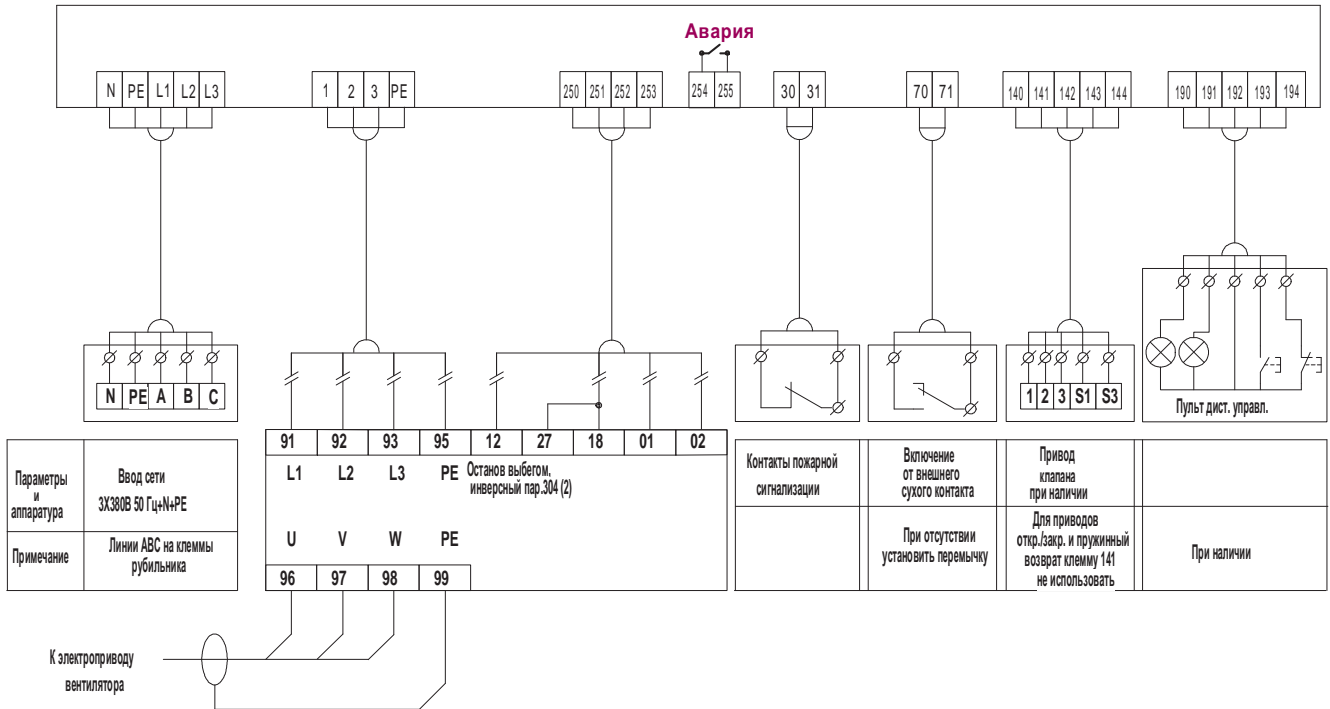 Авария
N PE L1 L2 L3 1 2 3 PE 250 251 252 253 254 255 30 31 70 71 140 141 142 143 144 190 191 192 193 194
N PE A B C
1 2 3 S1 S3
Пульт дист. управл.
91 92 93 95 12 27 18 01 02
L1 L2 L3 PE
Останов выбегом,
инверсный пар.304 (2)
U V W PE
96 97 98 99
Параметры
и
аппаратура
Ввод сети
3Х380В 50 Гц+N+PE
Примечание
Линии АВС на клеммы
рубильника
Контакты пожарной
сигнализации
Включение
от внешнего
сухого контакта
Привод
клапана
при наличии
При отсутствии
установить перемычку
Для приводов
откр./закр. и пружинный
возврат клемму 141
не использовать
При наличии
К электроприводу
вентилятора